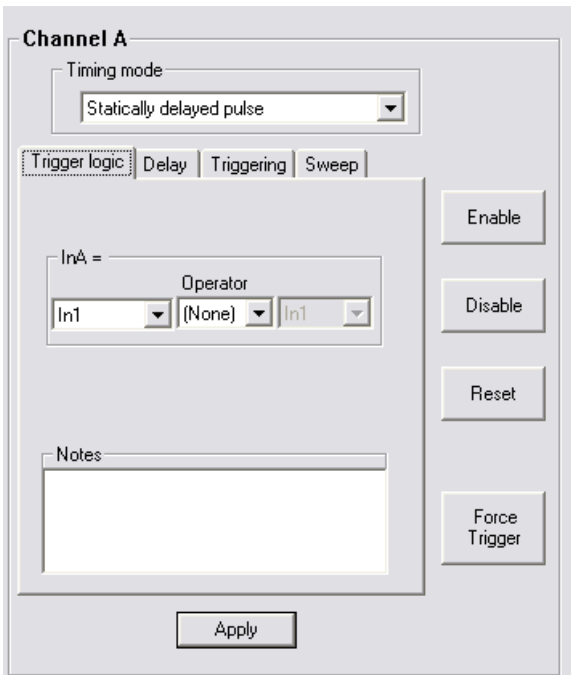 Channel A
Timing mode
Statically delayed pulse
Trigger logic Delay Triggering Sweep
InA =
Operator
In1 (None) In1
Notes
Enable
Disable
Reset
Force
Trigger
Apply